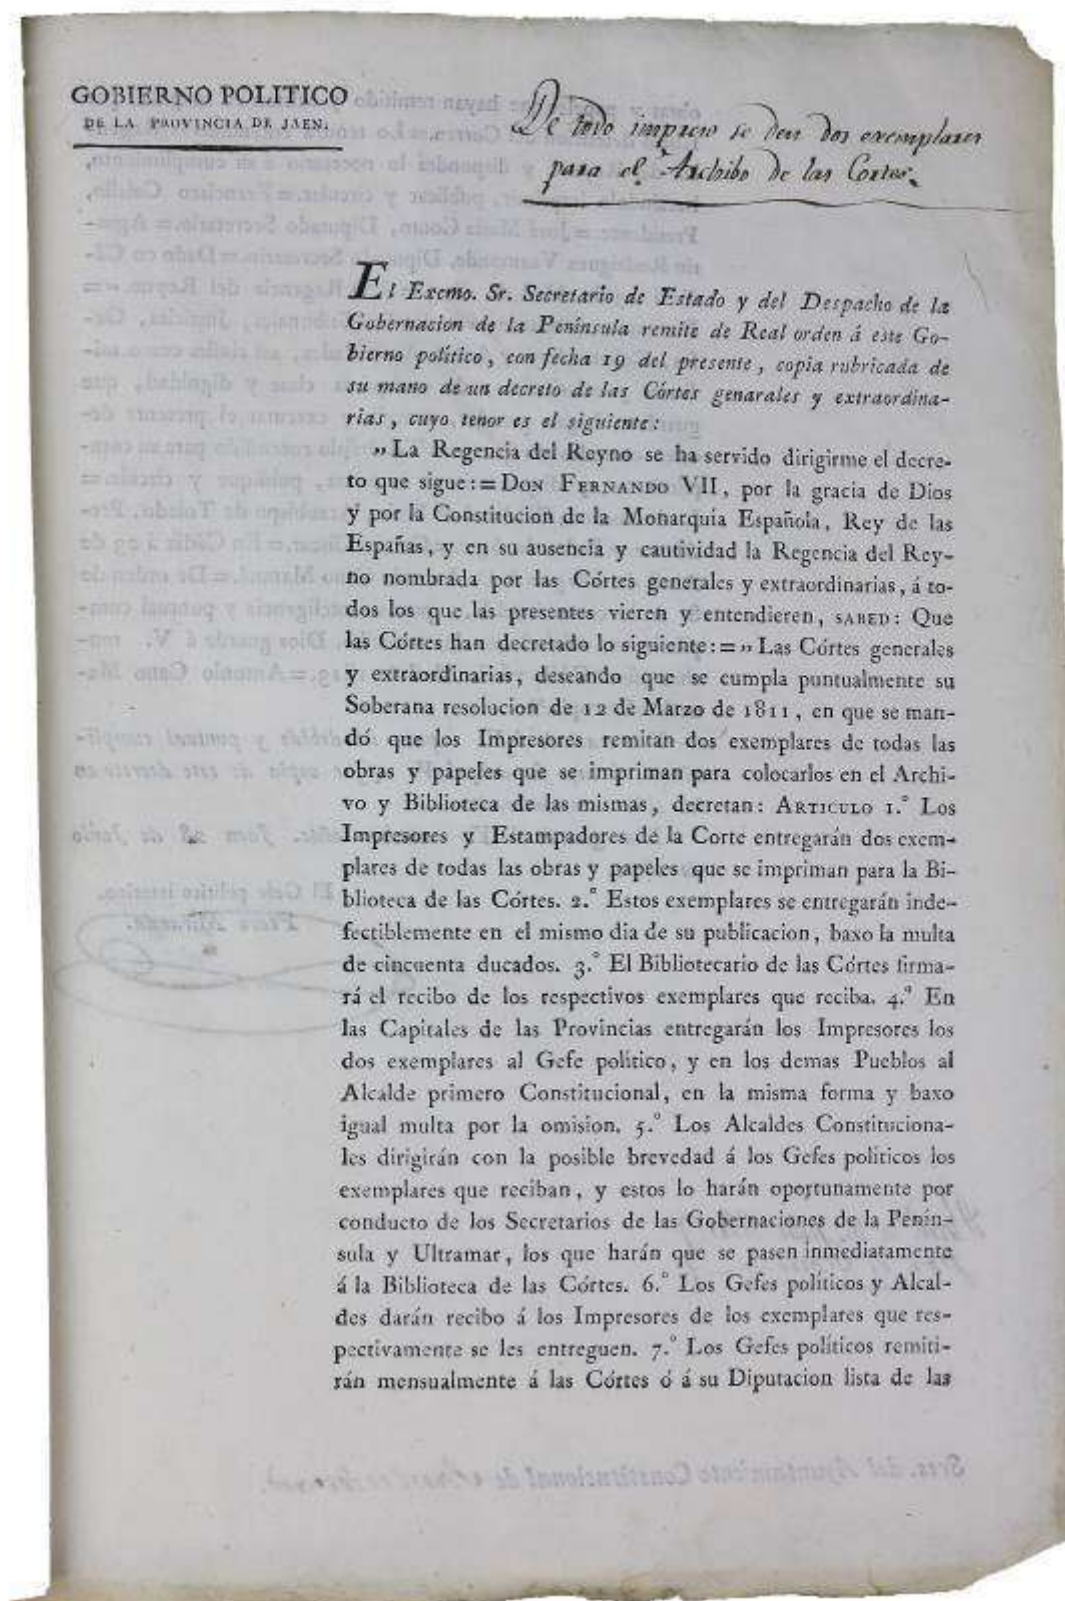 GOBIERNO POLITICO
DE LA PROVINCIA DE JAEN.
De todo impreso se den dos exemplares
para el Archibo de las Cortes.
El Excmo. Sr. Secretario de Estado y del Despacho de la
Gobernacion de la Península remite de Real orden á este Go-
bierno político, con fecha 19 del presente, copia rubricada de
su mano de un decreto de las Córtes genarales y extraordina-
rias, cuyo tenor es el siguiente:
„La Regencia del Reyno se ha servido dirigirme el decre-
to que sigue:=DON FERNANDO VII, por la gracia de Dios
y por la Constitucion de la Monarquía Española, Rey de las
Españas, y en su ausencia y cautividad la Regencia del Rey-
no nombrada por las Córtes generales y extraordinarias, á to-
dos los que las presentes vieren y entendieren, SABED: Que
las Córtes han decretado lo siguiente:=„Las Córtes generales
y extraordinarias, deseando que se cumpla puntualmente su
Soberana resolucion de 12 de Marzo de 1811, en que se man-
dó que los Impresores remitan dos exemplares de todas las
obras y papeles que se impriman para colocarlos en el Archi-
vo y Biblioteca de las mismas, decretan: ARTICULO 1.° Los
Impresores y Estampadores de la Corte entregarán dos exem-
plares de todas las obras y papeles que se impriman para la Bi-
blioteca de las Córtes. 2.° Estos exemplares se entregarán inde-
fectiblemente en el mismo dia de su publicacion, baxo la multa
de cincuenta ducados. 3.° El Bibliotecario de las Córtes firma-
rá el recibo de los respectivos exemplares que reciba. 4.° En
las Capitales de las Provincias entregarán los Impresores los
dos exemplares al Gefe político, y en los demas Pueblos al
Alcalde primero Constitucional, en la misma forma y baxo
igual multa por la omision. 5.° Los Alcaldes Constituciona-
les dirigirán con la posible brevedad á los Gefes políticos los
exemplares que reciban, y estos lo harán oportunamente por
conducto de los Secretarios de las Gobernaciones de la Penín-
sula y Ultramar, los que harán que se pasen inmediatamente
á la Biblioteca de las Córtes. 6.° Los Gefes políticos y Alcal-
des darán recibo á los Impresores de los exemplares que res-
pectivamente se les entreguen. 7.° Los Gefes políticos remiti-
rán mensualmente á las Córtes ó á su Diputacion lista de las